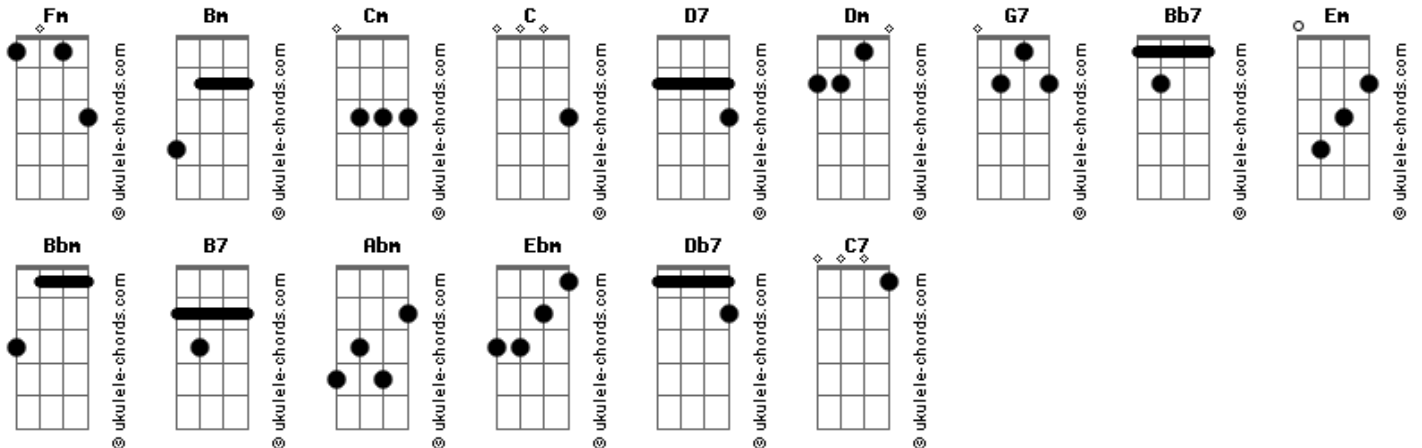 Fm Bm Cm C D7 Dm G7 Bb7 Em
© ukulele-chords.com © ukulele-chords.com © ukulele-chords.com © ukulele-chords.com © ukulele-chords.com © ukulele-chords.com © ukulele-chords.com © ukulele-chords.com © ukulele-chords.com
Bbm B7 Abm Ebm Db7 C7
© ukulele-chords.com © ukulele-chords.com © ukulele-chords.com © ukulele-chords.com © ukulele-chords.com © ukulele-chords.com